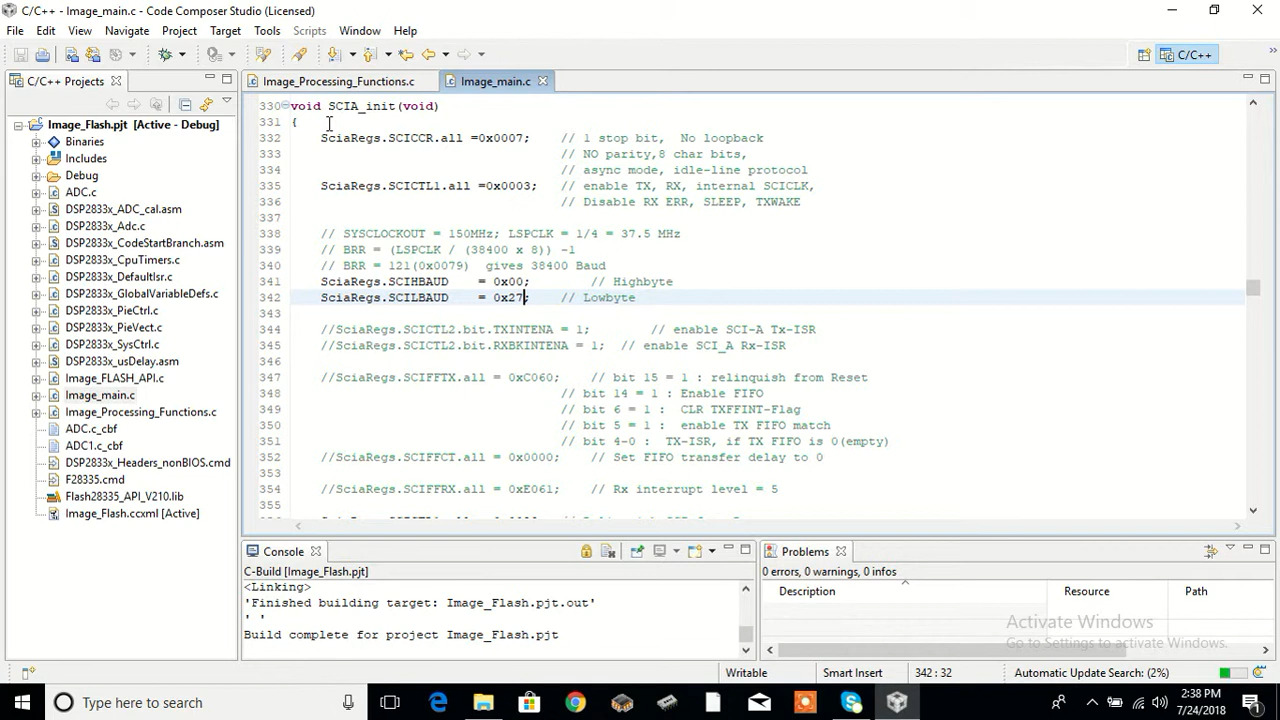 C/C++ - Image_main.c - Code Composer Studio (Licensed)
File Edit View Navigate Project Target Tools Scripts Window Help
C/C++
C/C++ Projects
Image_Processing_Functions.c
Image_main.c
Image_Flash.pjt [Active - Debug]
Binaries
Includes
Debug
ADC.c
DSP2833x_ADC_cal.asm
DSP2833x_Adc.c
DSP2833x_CodeStartBranch.asm
DSP2833x_CpuTimers.c
DSP2833x_DefaultIsr.c
DSP2833x_GlobalVariableDefs.c
DSP2833x_PieCtrl.c
DSP2833x_PieVect.c
DSP2833x_SysCtrl.c
DSP2833x_usDelay.asm
Image_FLASH_API.c
Image_main.c
Image_Processing_Functions.c
ADC.c_cbf
ADC1.c_cbf
DSP2833x_Headers_nonBIOS.cmd
F28335.cmd
Flash28335_API_V210.lib
Image_Flash.ccxml [Active]
330 void SCIA_init(void)
331 {
332 SciaRegs.SCICCR.all =0x0007; // 1 stop bit, No loopback
333 // NO parity,8 char bits,
334 // async mode, idle-line protocol
335 SciaRegs.SCICTL1.all =0x0003; // enable TX, RX, internal SCICLK,
336 // Disable RX ERR, SLEEP, TXWAKE
337
338 // SYSCLOCKOUT = 150MHz; LSPCLK = 1/4 = 37.5 MHz
339 // BRR = (LSPCLK / (38400 x 8)) -1
340 // BRR = 121(0x0079) gives 38400 Baud
341 SciaRegs.SCIHBAUD = 0x00; // Highbyte
342 SciaRegs.SCILBAUD = 0x27; // Lowbyte
343
344 //SciaRegs.SCICTL2.bit.TXINTENA = 1; // enable SCI-A Tx-ISR
345 //SciaRegs.SCICTL2.bit.RXBKINTENA = 1; // enable SCI_A Rx-ISR
346
347 //SciaRegs.SCIFFTX.all = 0xC060; // bit 15 = 1 : relinquish from Reset
348 // bit 14 = 1 : Enable FIFO
349 // bit 6 = 1 : CLR TXFFINT-Flag
350 // bit 5 = 1 : enable TX FIFO match
351 // bit 4-0 : TX-ISR, if TX FIFO is 0(empty)
352 //SciaRegs.SCIFFCT.all = 0x0000; // Set FIFO transfer delay to 0
353
354 //SciaRegs.SCIFFRX.all = 0xE061; // Rx interrupt level = 5
355
Console
C-Build [Image_Flash.pjt]
<Linking>
'Finished building target: Image_Flash.pjt.out'
' '
Build complete for project Image_Flash.pjt
Problems
0 errors, 0 warnings, 0 infos
Description Resource Path
Activate Windows
Go to Settings to activate Windows.
Writable Smart Insert 342 : 32 Automatic Update Search: (2%)
Type here to search
2:38 PM
7/24/2018